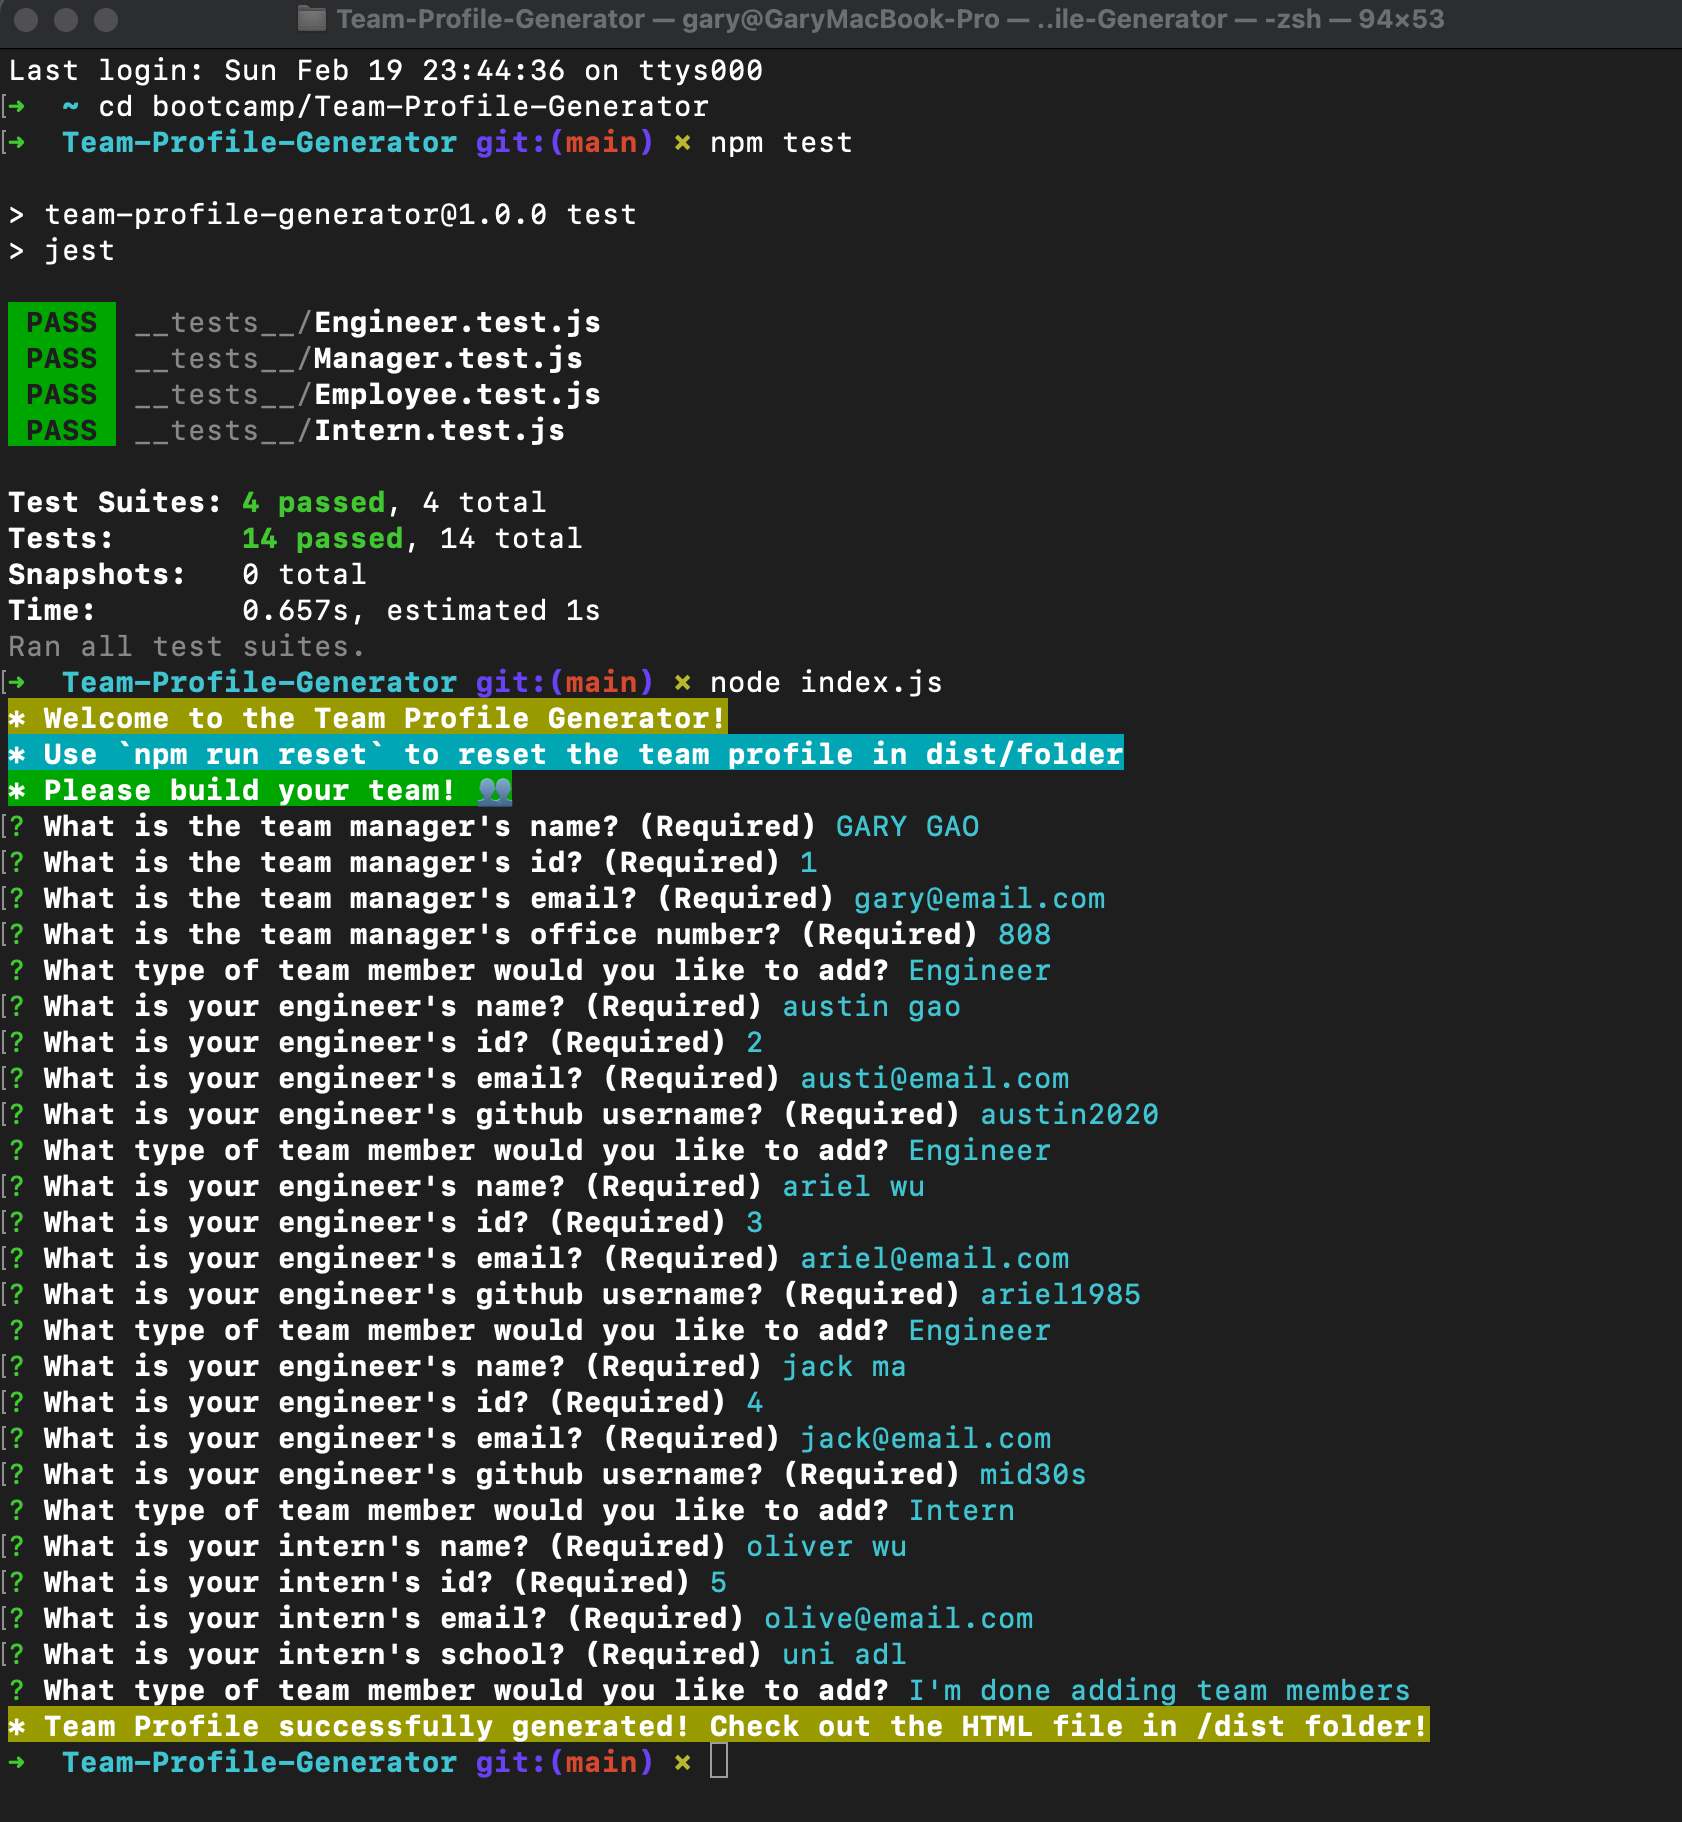 Team-Profile-Generator — gary@GaryMacBook-Pro — ..ile-Generator — -zsh — 94×53
Last login: Sun Feb 19 23:44:36 on ttys000
[➜  ~ cd bootcamp/Team-Profile-Generator
[➜  Team-Profile-Generator git:(main) ✗ npm test
> team-profile-generator@1.0.0 test
> jest
PASS __tests__/Engineer.test.js
PASS __tests__/Manager.test.js
PASS __tests__/Employee.test.js
PASS __tests__/Intern.test.js
Test Suites: 4 passed, 4 total
Tests:       14 passed, 14 total
Snapshots:   0 total
Time:        0.657s, estimated 1s
Ran all test suites.
[➜  Team-Profile-Generator git:(main) ✗ node index.js
* Welcome to the Team Profile Generator!
* Use `npm run reset` to reset the team profile in dist/folder
* Please build your team! 👥
[? What is the team manager's name? (Required) GARY GAO
[? What is the team manager's id? (Required) 1
[? What is the team manager's email? (Required) gary@email.com
[? What is the team manager's office number? (Required) 808
? What type of team member would you like to add? Engineer
[? What is your engineer's name? (Required) austin gao
[? What is your engineer's id? (Required) 2
[? What is your engineer's email? (Required) austi@email.com
[? What is your engineer's github username? (Required) austin2020
? What type of team member would you like to add? Engineer
[? What is your engineer's name? (Required) ariel wu
[? What is your engineer's id? (Required) 3
[? What is your engineer's email? (Required) ariel@email.com
[? What is your engineer's github username? (Required) ariel1985
? What type of team member would you like to add? Engineer
[? What is your engineer's name? (Required) jack ma
[? What is your engineer's id? (Required) 4
[? What is your engineer's email? (Required) jack@email.com
[? What is your engineer's github username? (Required) mid30s
? What type of team member would you like to add? Intern
[? What is your intern's name? (Required) oliver wu
[? What is your intern's id? (Required) 5
[? What is your intern's email? (Required) olive@email.com
[? What is your intern's school? (Required) uni adl
? What type of team member would you like to add? I'm done adding team members
* Team Profile successfully generated! Check out the HTML file in /dist folder!
➜  Team-Profile-Generator git:(main) ✗